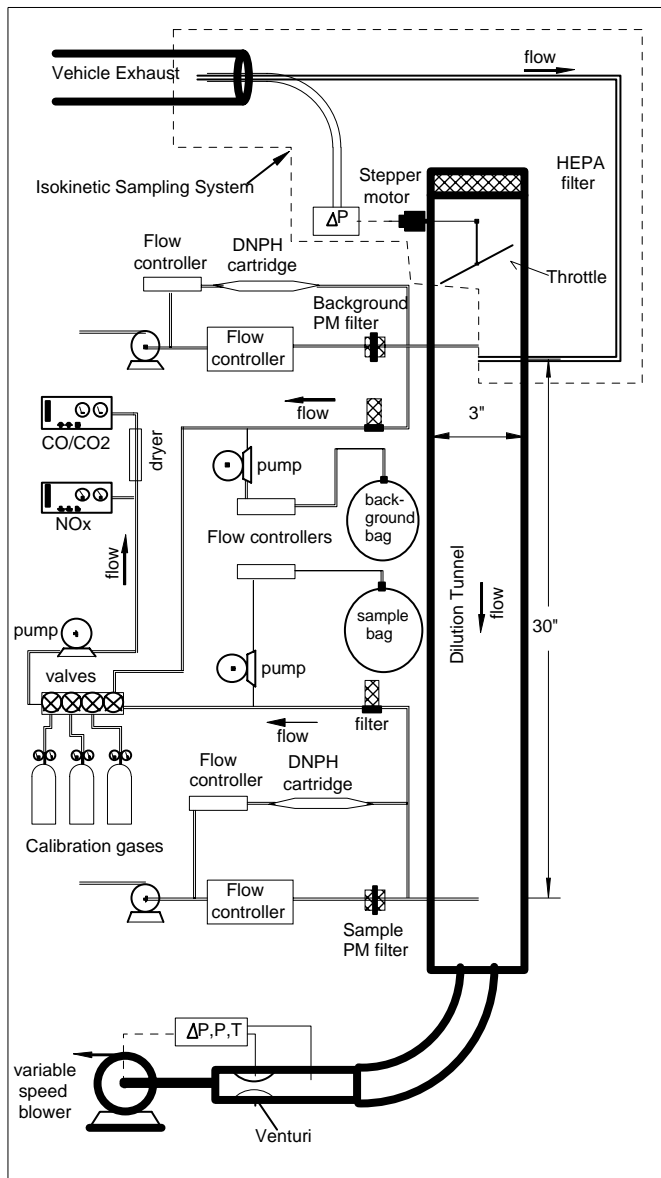 Vehicle Exhaust
flow
Isokinetic Sampling System
Stepper
motor
HEPA
filter
ΔP
Flow
controller
DNPH
cartridge
Throttle
Background
PM filter
Flow
controller
flow
3"
CO/CO2
dryer
pump
back-
ground
bag
NOx
Flow controllers
flow
Dilution Tunnel
flow
30"
sample
bag
pump
valves
pump
filter
flow
Flow
controller
DNPH
cartridge
Calibration gases
Flow
controller
Sample
PM filter
ΔP,P,T
variable
speed
blower
Venturi